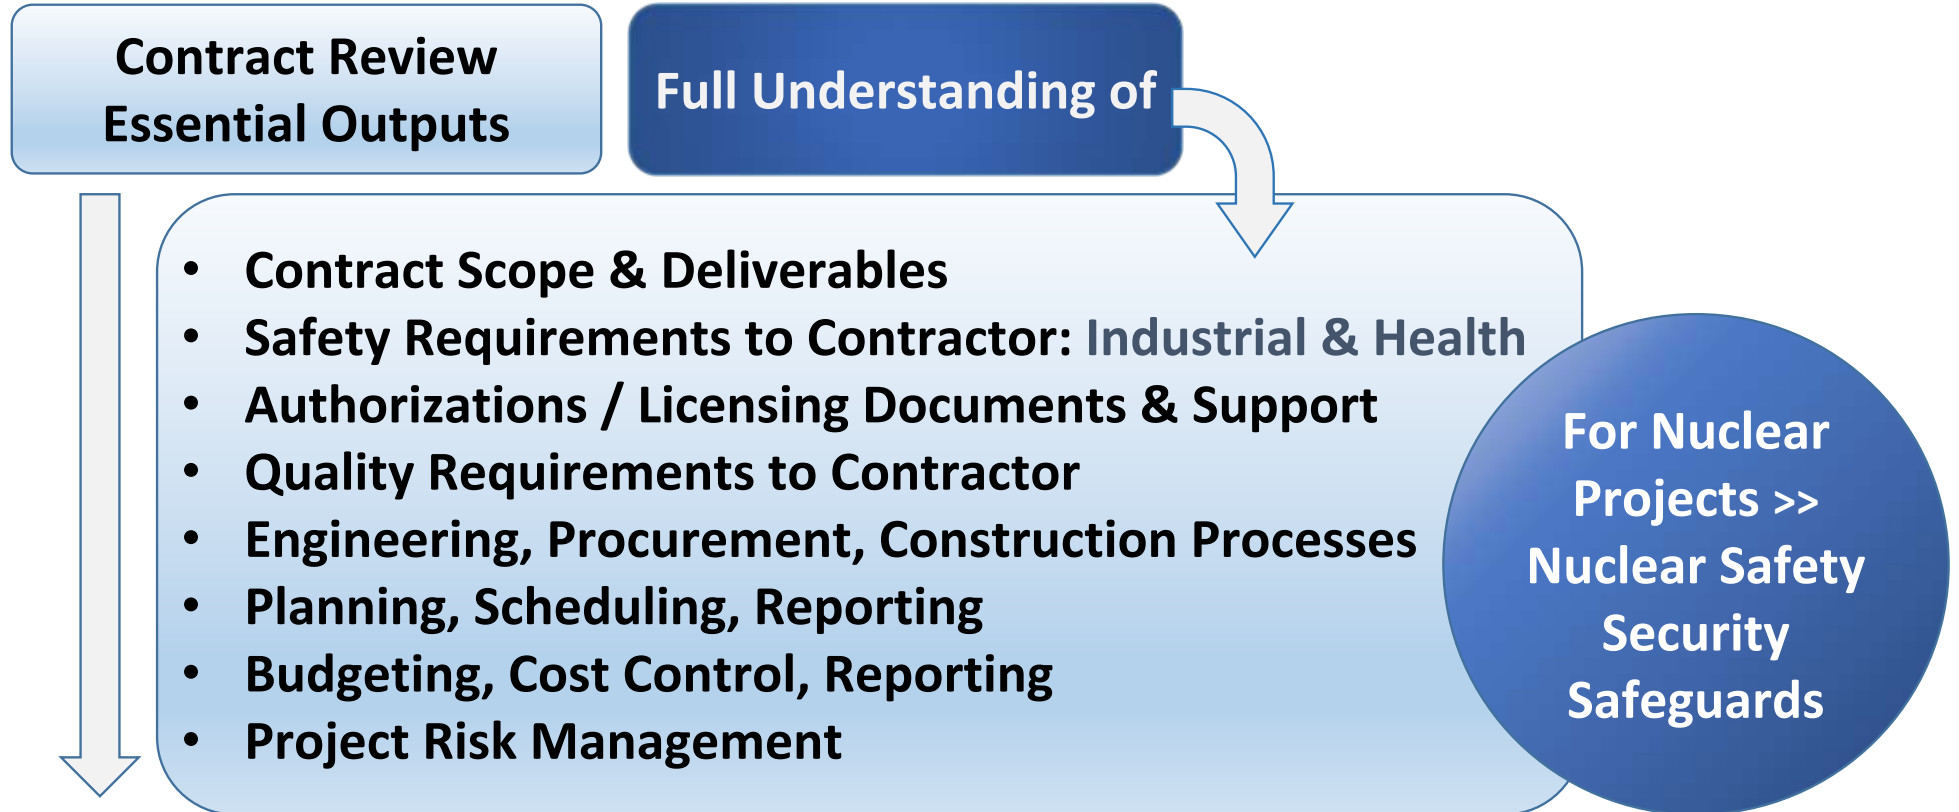 Contract Review
Essential Outputs
Full Understanding of
• Contract Scope & Deliverables
• Safety Requirements to Contractor: Industrial & Health
• Authorizations / Licensing Documents & Support
• Quality Requirements to Contractor
• Engineering, Procurement, Construction Processes
• Planning, Scheduling, Reporting
• Budgeting, Cost Control, Reporting
• Project Risk Management
For Nuclear
Projects >>
Nuclear Safety
Security
Safeguards